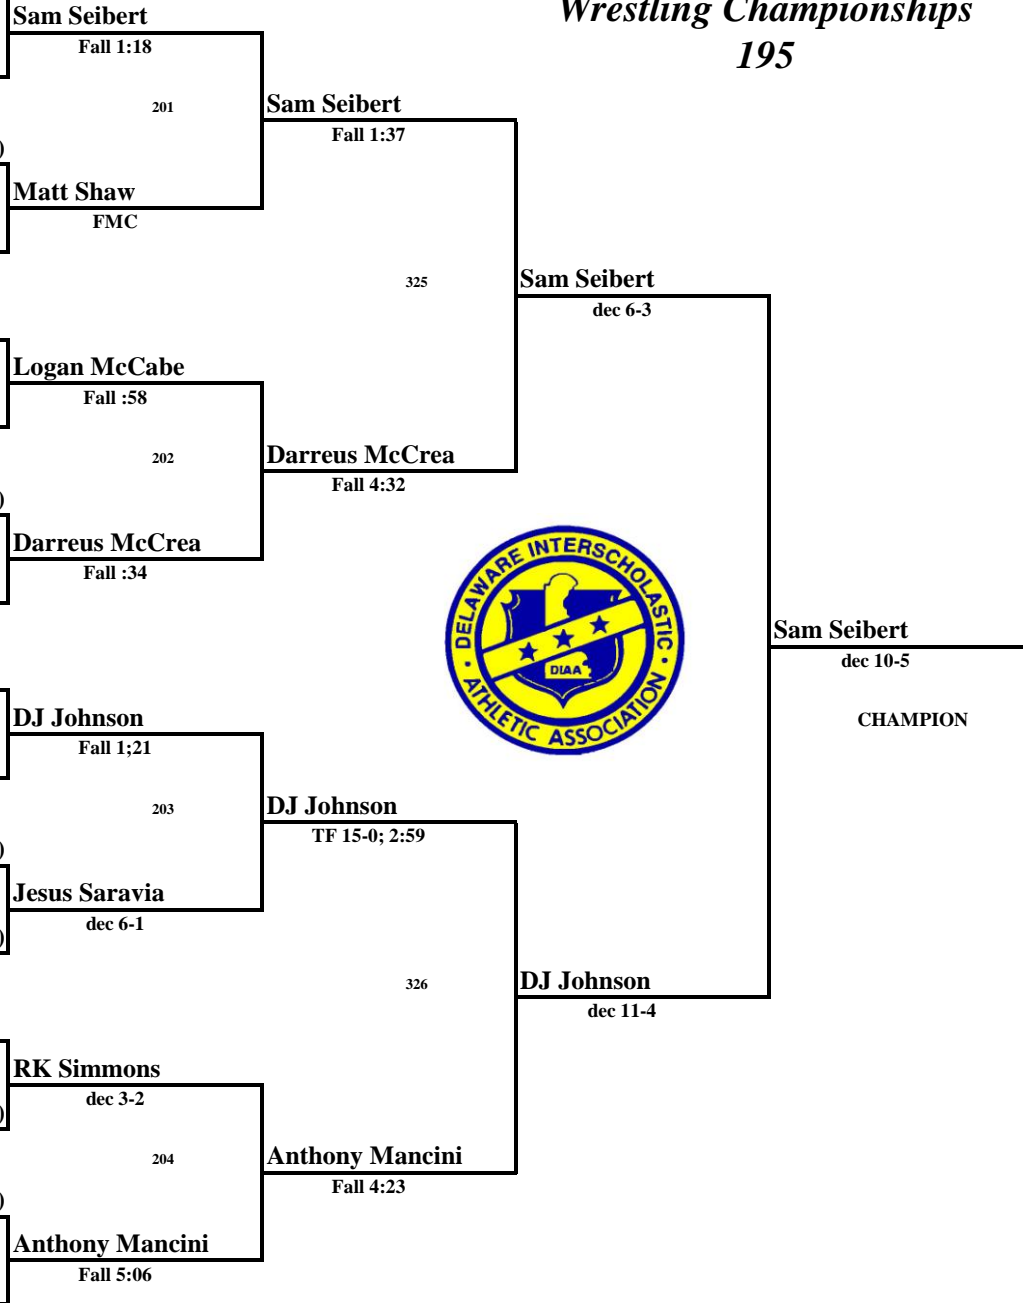 Wrestling Championships
195
Sam Seibert
Fall 1:18
201
Sam Seibert
Fall 1:37
)
Matt Shaw
FMC
325
Sam Seibert
dec 6-3
Logan McCabe
Fall :58
202
Darreus McCrea
Fall 4:32
)
Darreus McCrea
Fall :34
DELAWARE INTERSCHOLASTIC
DIAA
ATHLETIC ASSOCIATION
Sam Seibert
dec 10-5
CHAMPION
DJ Johnson
Fall 1;21
203
DJ Johnson
TF 15-0; 2:59
)
Jesus Saravia
dec 6-1
)
326
DJ Johnson
dec 11-4
RK Simmons
dec 3-2
)
204
Anthony Mancini
Fall 4:23
)
Anthony Mancini
Fall 5:06